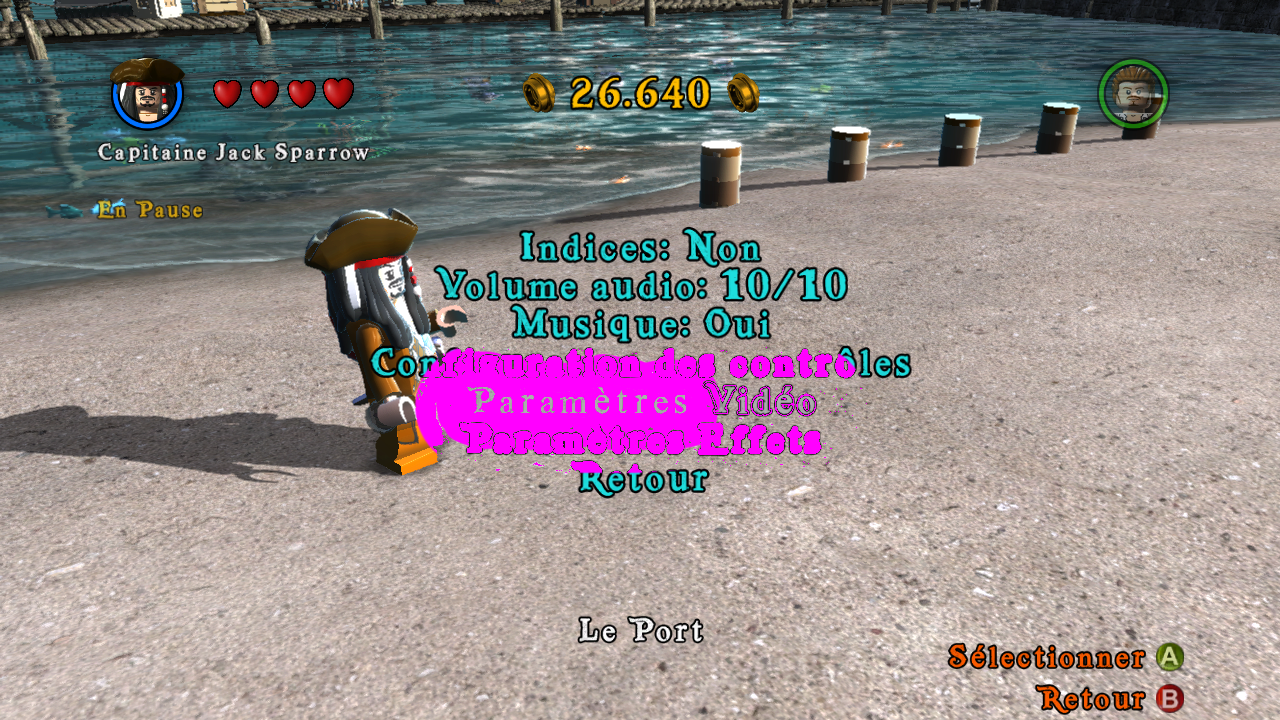 26.640
Capitaine Jack Sparrow
En Pause
Indices: Non
Volume audio: 10/10
Musique: Oui
Configuration des contrôles
Paramètres Vidéo
Paramètres Effets
Retour
Le Port
Sélectionner A
Retour B